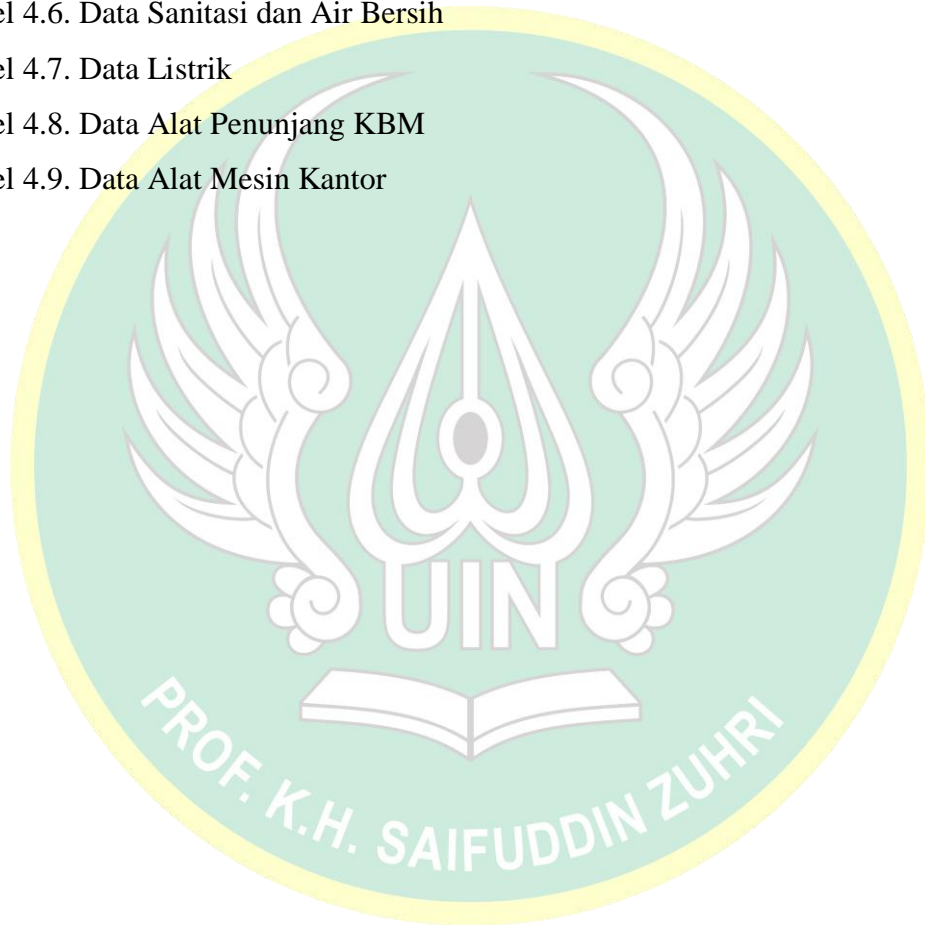 el 4.6. Data Sanitasi dan Air Bersih
el 4.7. Data Listrik
el 4.8. Data Alat Penunjang KBM
el 4.9. Data Alat Mesin Kantor
UIN
PROF. K.H. SAIFUDDIN ZUHRI